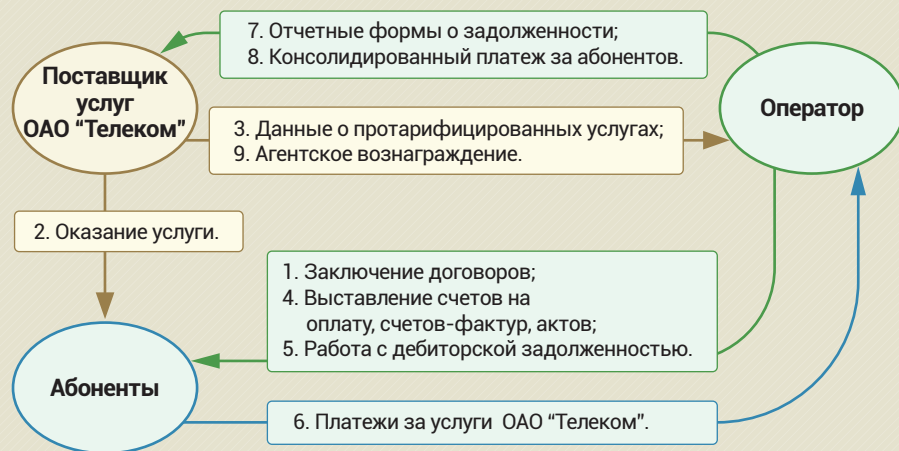 7. Отчетные формы о задолженности;
8. Консолидированный платеж за абонентов.
Поставщик
услуг
ОАО “Телеком”
Оператор
3. Данные о протарифицированных услугах;
9. Агентское вознаграждение.
2. Оказание услуги.
1. Заключение договоров;
4. Выставление счетов на
оплату, счетов-фактур, актов;
5. Работа с дебиторской задолженностью.
Абоненты
6. Платежи за услуги ОАО “Телеком”.